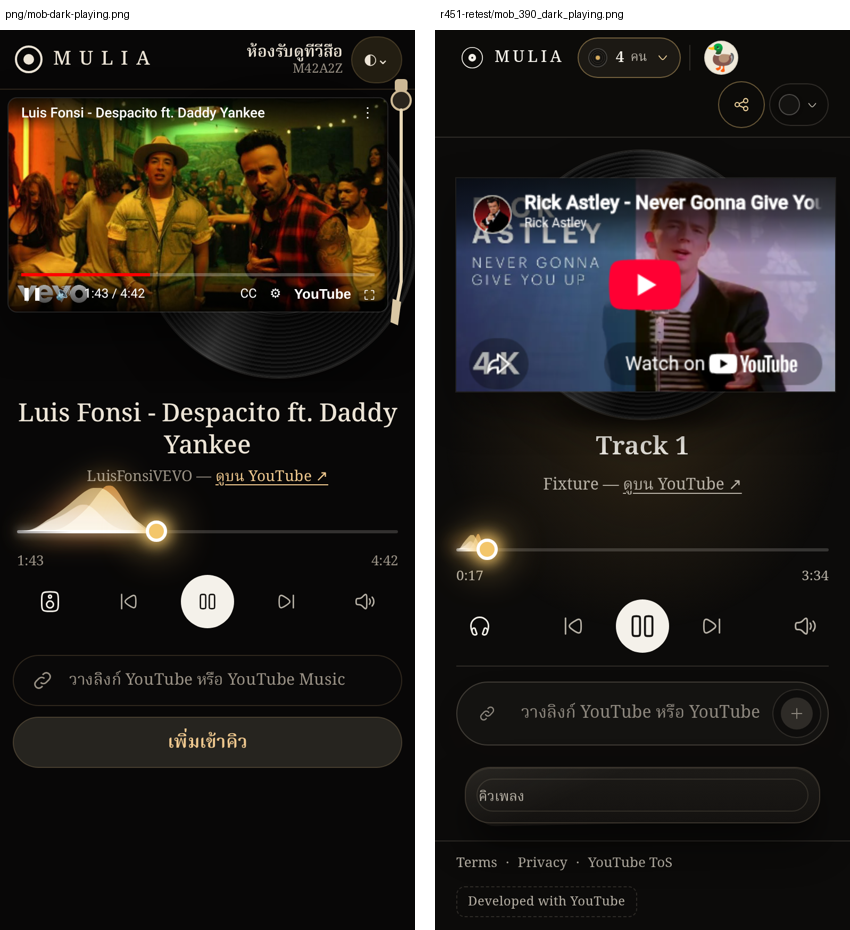 png/mob-dark-playing.png
MULIA
ห้องรับดูทีวีสือ
M42A2Z
Luis Fonsi - Despacito ft. Daddy Yankee
vevo
1:43 / 4:42
CC
YouTube
Luis Fonsi - Despacito ft. Daddy
Yankee
LuisFonsiVEVO — ดูบน YouTube ↗
1:43
4:42
วางลิงก์ YouTube หรือ YouTube Music
เพิ่มเข้าคิว
r451-retest/mob_390_dark_playing.png
MULIA
4 คน
Rick Astley - Never Gonna Give You
Rick Astley
ASTLEY
NEVER GONNA
GIVE YOU UP
4K
Watch on YouTube
Track 1
Fixture — ดูบน YouTube ↗
0:17
3:34
วางลิงก์ YouTube หรือ YouTube
คิวเพลง
Terms · Privacy · YouTube ToS
Developed with YouTube